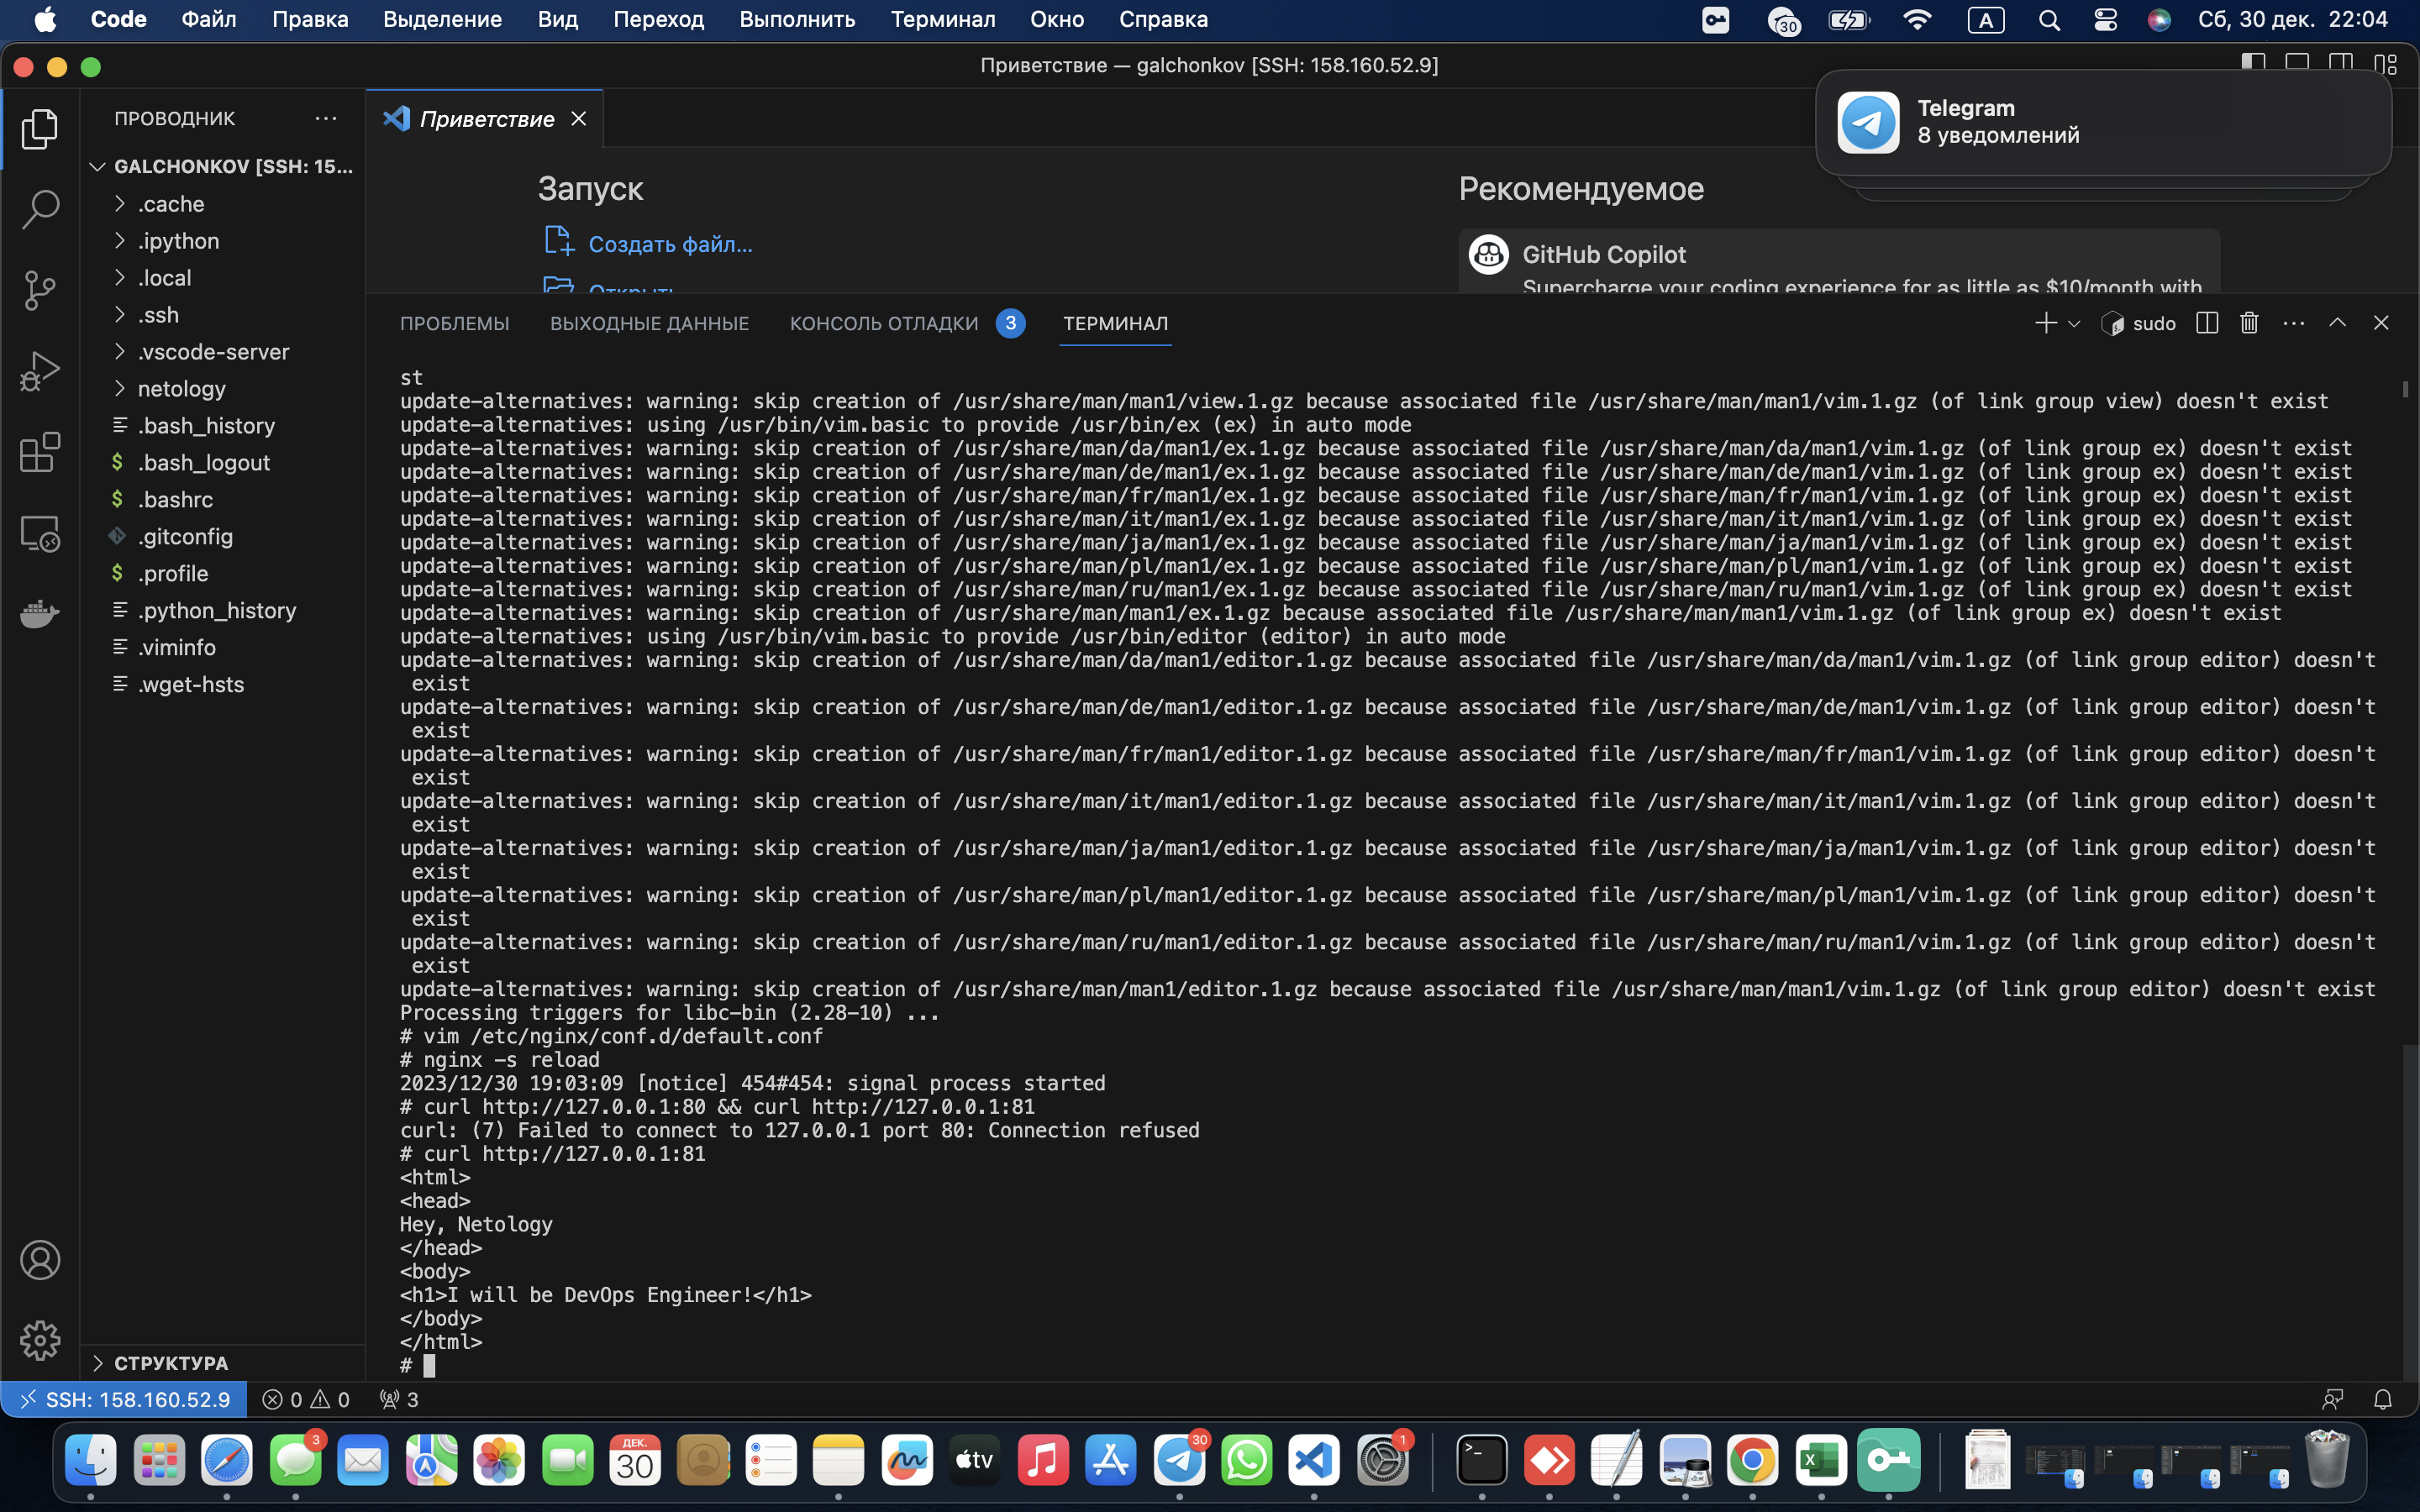 Code Файл Правка Выделение Вид Переход Выполнить Терминал Окно Справка 30 A Сб, 30 дек. 22:04
Приветствие — galchonkov [SSH: 158.160.52.9]
Telegram
8 уведомлений
ПРОВОДНИК
GALCHONKOV [SSH: 15...
.cache
.ipython
.local
.ssh
.vscode-server
netology
.bash_history
$ .bash_logout
$ .bashrc
.gitconfig
$ .profile
.python_history
.viminfo
.wget-hsts
СТРУКТУРА
Приветствие
Запуск
Создать файл...
Открыть
Рекомендуемое
GitHub Copilot
Supercharge your coding experience for as little as $10/month with
ПРОБЛЕМЫ ВЫХОДНЫЕ ДАННЫЕ КОНСОЛЬ ОТЛАДКИ 3 ТЕРМИНАЛ sudo
st
update-alternatives: warning: skip creation of /usr/share/man/man1/view.1.gz because associated file /usr/share/man/man1/vim.1.gz (of link group view) doesn't exist
update-alternatives: using /usr/bin/vim.basic to provide /usr/bin/ex (ex) in auto mode
update-alternatives: warning: skip creation of /usr/share/man/da/man1/ex.1.gz because associated file /usr/share/man/da/man1/vim.1.gz (of link group ex) doesn't exist
update-alternatives: warning: skip creation of /usr/share/man/de/man1/ex.1.gz because associated file /usr/share/man/de/man1/vim.1.gz (of link group ex) doesn't exist
update-alternatives: warning: skip creation of /usr/share/man/fr/man1/ex.1.gz because associated file /usr/share/man/fr/man1/vim.1.gz (of link group ex) doesn't exist
update-alternatives: warning: skip creation of /usr/share/man/it/man1/ex.1.gz because associated file /usr/share/man/it/man1/vim.1.gz (of link group ex) doesn't exist
update-alternatives: warning: skip creation of /usr/share/man/ja/man1/ex.1.gz because associated file /usr/share/man/ja/man1/vim.1.gz (of link group ex) doesn't exist
update-alternatives: warning: skip creation of /usr/share/man/pl/man1/ex.1.gz because associated file /usr/share/man/pl/man1/vim.1.gz (of link group ex) doesn't exist
update-alternatives: warning: skip creation of /usr/share/man/ru/man1/ex.1.gz because associated file /usr/share/man/ru/man1/vim.1.gz (of link group ex) doesn't exist
update-alternatives: warning: skip creation of /usr/share/man/man1/ex.1.gz because associated file /usr/share/man/man1/vim.1.gz (of link group ex) doesn't exist
update-alternatives: using /usr/bin/vim.basic to provide /usr/bin/editor (editor) in auto mode
update-alternatives: warning: skip creation of /usr/share/man/da/man1/editor.1.gz because associated file /usr/share/man/da/man1/vim.1.gz (of link group editor) doesn't
exist
update-alternatives: warning: skip creation of /usr/share/man/de/man1/editor.1.gz because associated file /usr/share/man/de/man1/vim.1.gz (of link group editor) doesn't
exist
update-alternatives: warning: skip creation of /usr/share/man/fr/man1/editor.1.gz because associated file /usr/share/man/fr/man1/vim.1.gz (of link group editor) doesn't
exist
update-alternatives: warning: skip creation of /usr/share/man/it/man1/editor.1.gz because associated file /usr/share/man/it/man1/vim.1.gz (of link group editor) doesn't
exist
update-alternatives: warning: skip creation of /usr/share/man/ja/man1/editor.1.gz because associated file /usr/share/man/ja/man1/vim.1.gz (of link group editor) doesn't
exist
update-alternatives: warning: skip creation of /usr/share/man/pl/man1/editor.1.gz because associated file /usr/share/man/pl/man1/vim.1.gz (of link group editor) doesn't
exist
update-alternatives: warning: skip creation of /usr/share/man/ru/man1/editor.1.gz because associated file /usr/share/man/ru/man1/vim.1.gz (of link group editor) doesn't
exist
update-alternatives: warning: skip creation of /usr/share/man/man1/editor.1.gz because associated file /usr/share/man/man1/vim.1.gz (of link group editor) doesn't exist
Processing triggers for libc-bin (2.28-10) ...
# vim /etc/nginx/conf.d/default.conf
# nginx -s reload
2023/12/30 19:03:09 [notice] 454#454: signal process started
# curl http://127.0.0.1:80 && curl http://127.0.0.1:81
curl: (7) Failed to connect to 127.0.0.1 port 80: Connection refused
# curl http://127.0.0.1:81
<html>
<head>
Hey, Netology
</head>
<body>
<h1>I will be DevOps Engineer!</h1>
</body>
</html>
#
SSH: 158.160.52.9 0 0 3
3 ДЕК. 30 tv 30 1 >_ X